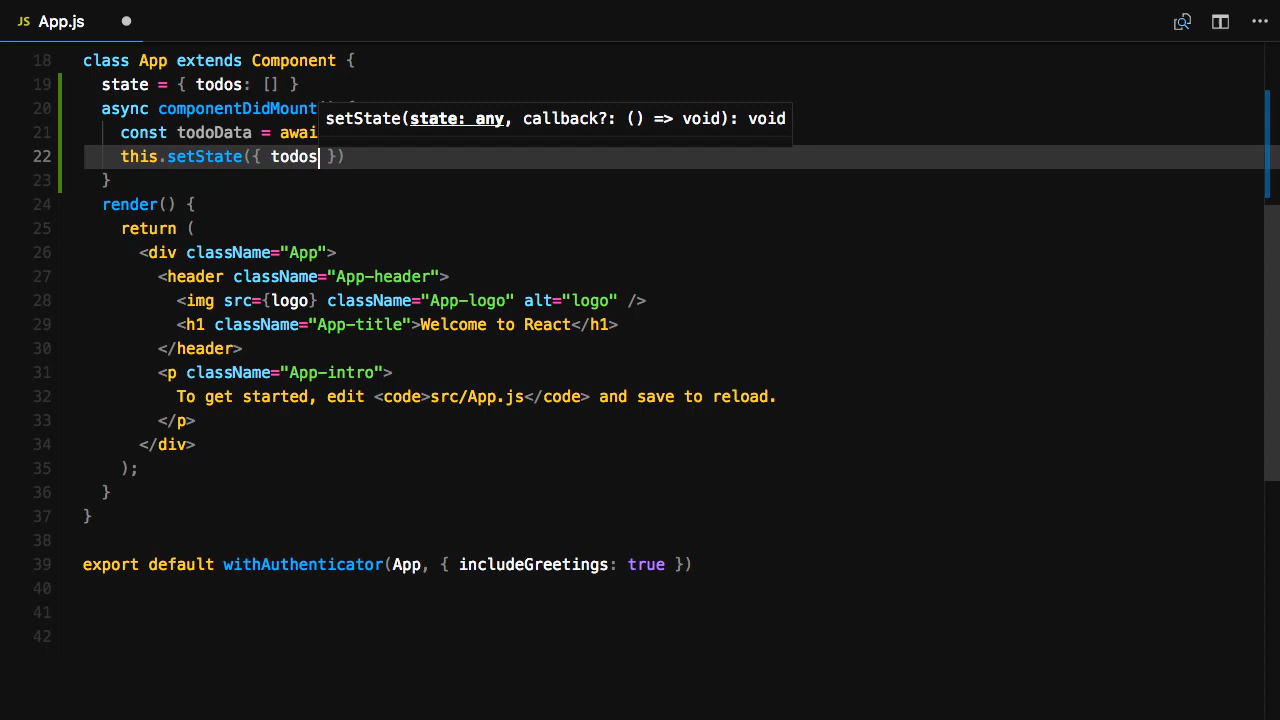 JS App.js
18 class App extends Component {
19 state = { todos: [] }
20 async componentDidMount() {
setState(state: any, callback?: () => void): void
21 const todoData = awai
22 this.setState({ todos })
23 }
24 render() {
25 return (
26 <div className="App">
27 <header className="App-header">
28 <img src={logo} className="App-logo" alt="logo" />
29 <h1 className="App-title">Welcome to React</h1>
30 </header>
31 <p className="App-intro">
32 To get started, edit <code>src/App.js</code> and save to reload.
33 </p>
34 </div>
35 );
36 }
37 }
38
39 export default withAuthenticator(App, { includeGreetings: true })
40
41
42